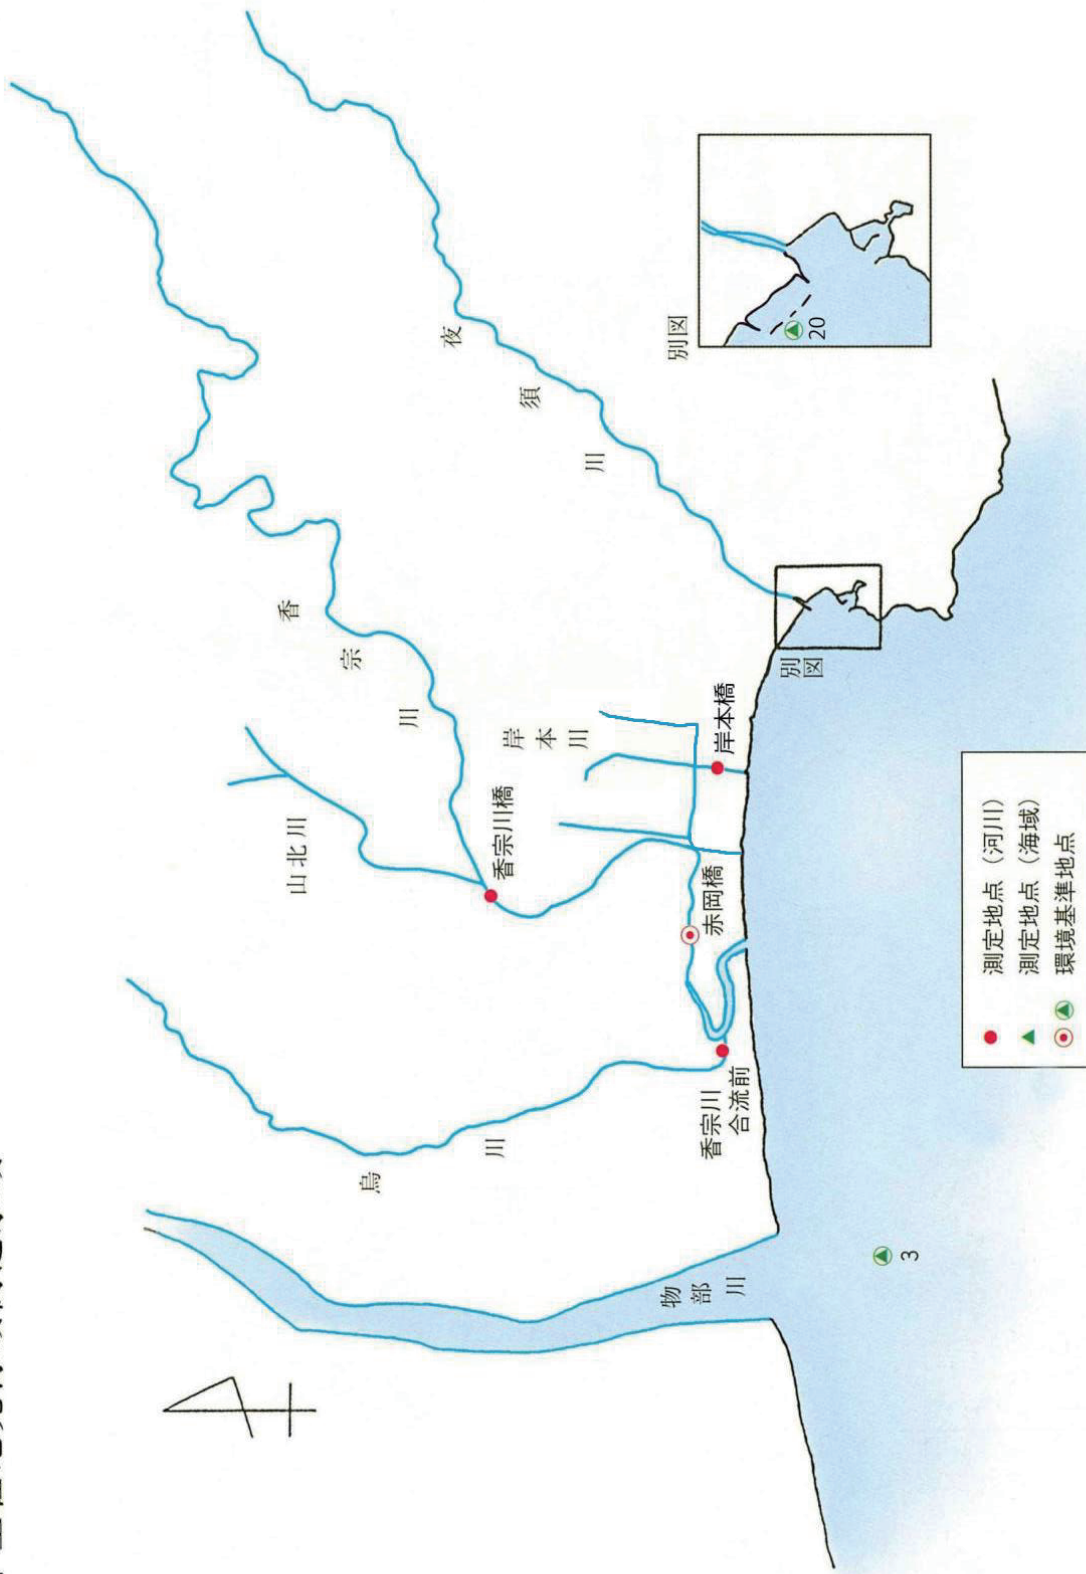 夜須川
香宗川
山北川
岸本川
香宗川橋
岸本橋
赤岡橋
香宗川
合流前
烏川
物部川
3
別図
別図
20
測定地点（河川）
測定地点（海域）
環境基準地点